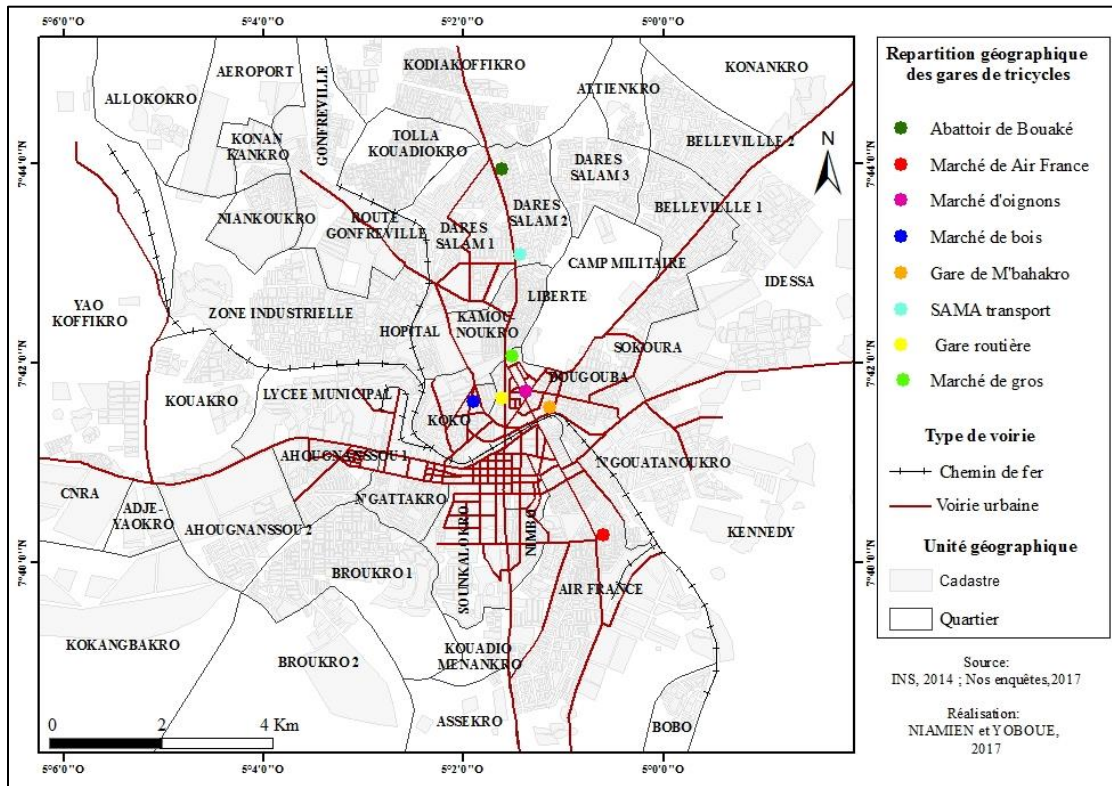 5°6'0"O
5°4'0"O
5°2'0"O
5°0'0"O
KODIAKOFFIKRO
KONANKRO
AEROPORT
GONFREVILLE
ATTIENKRO
ALLOKOKRO
KONAN
KANKRO
TOLLA
KOUADIOKRO
BELLEVILLLE 2
N
7°44'0"N
7°44'0"N
DARES
SALAM 3
NIANKOUKRO
ROUTE
GONFREVILLE
DARES
SALAM 1
DARES
SALAM 2
BELLEVILLLE 1
CAMP MILITAIRE
IDESSA
YAO
KOFFIKRO
ZONE INDUSTRIELLE
HOPITAL
KAMOU-
NOUKRO
LIBERTE
SOKOURA
7°42'0"N
7°42'0"N
DOUGOUBA
KOUAKRO
LYCEE MUNICIPAL
KOKO
AHOUGNANSSOU 1
N'GOUATANOUKRO
CNRA
N'GATTAKRO
ADJE-
YAOKRO
AHOUGNANSSOU 2
SOUNKALOKRO
NIMBO
KENNEDY
7°40'0"N
7°40'0"N
BROUKRO 1
AIR FRANCE
KOKANGBAKRO
BROUKRO 2
KOUADIO
MENANKRO
ASSEKRO
BOBO
0 2 4 Km
5°6'0"O
5°4'0"O
5°2'0"O
5°0'0"O
Repartition géographique
des gares de tricycles
Abattoir de Bouaké
Marché de Air France
Marché d'oignons
Marché de bois
Gare de M'bahakro
SAMA transport
Gare routière
Marché de gros
Type de voirie
Chemin de fer
Voirie urbaine
Unité géographique
Cadastre
Quartier
Source:
INS, 2014 ; Nos enquêtes,2017
Réalisation:
NIAMIEN et YOBOUE,
2017